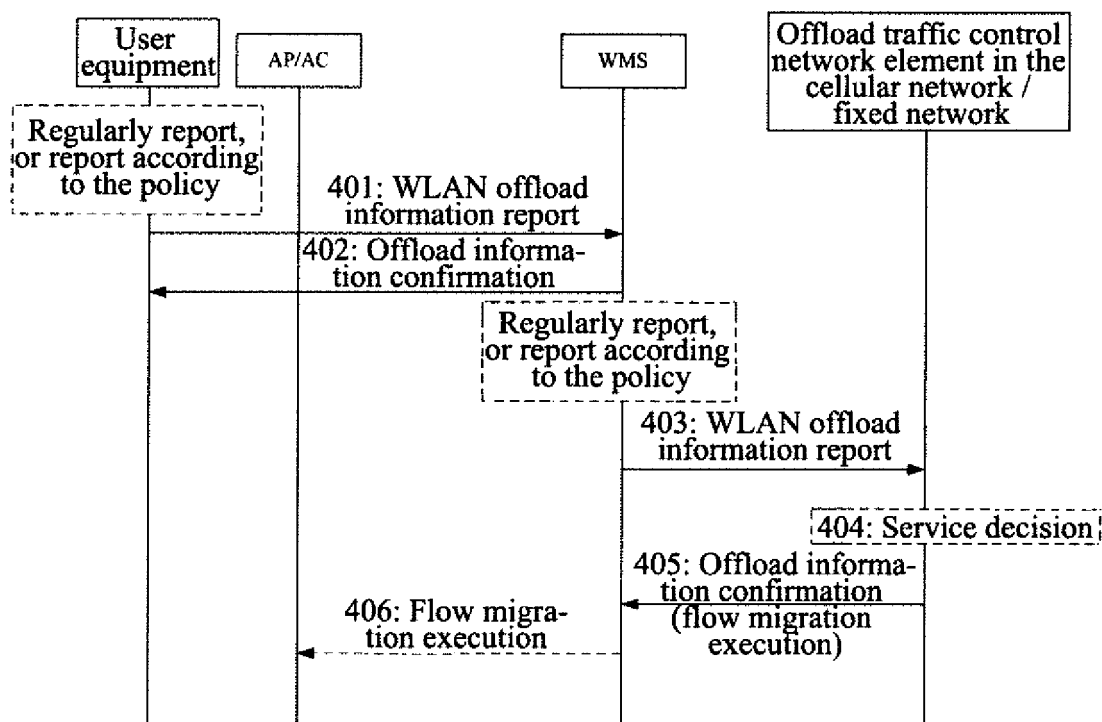 User
equipment
AP/AC
WMS
Offload traffic control
network element in the
cellular network /
fixed network
Regularly report,
or report according
to the policy
401: WLAN offload
information report
402: Offload informa-
tion confirmation
Regularly report,
or report according
to the policy
403: WLAN offload
information report
404: Service decision
405: Offload informa-
tion confirmation
(flow migration
execution)
406: Flow migra-
tion execution